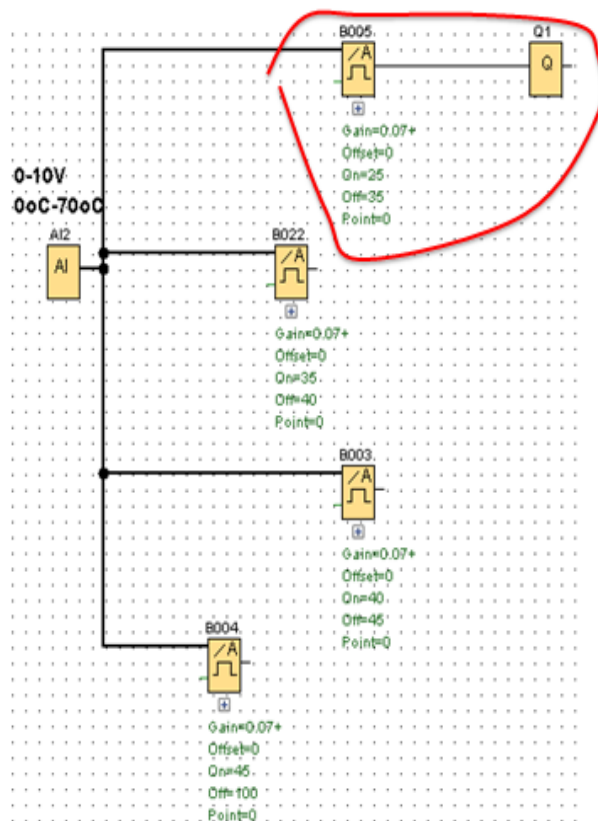 B005
Q1
/A
Q
Gain=0.07+
Offset=0
On=25
Off=35
Point=0
0-10V
0oC-70oC
AI2
AI
B022
/A
Gain=0.07+
Offset=0
On=35
Off=40
Point=0
B003
/A
Gain=0.07+
Offset=0
On=40
Off=45
Point=0
B004
/A
Gain=0.07+
Offset=0
On=45
Off=100
Point=0